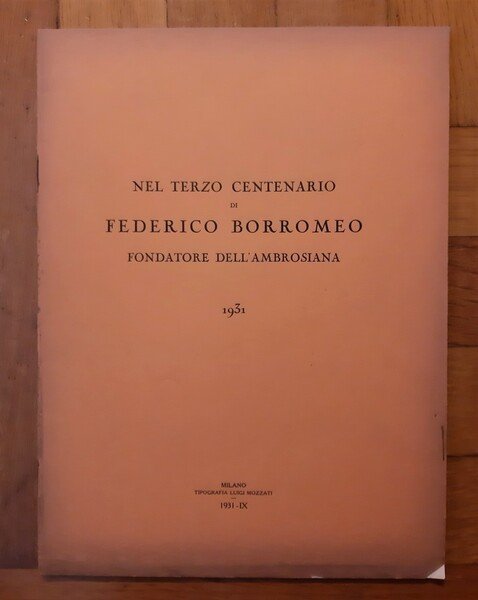 NEL TERZO CENTENARIO
DI
FEDERICO BORROMEO
FONDATORE DELL'AMBROSIANA
1931
MILANO
TIPOGRAFIA LUIGI MOZZATI
1931-IX